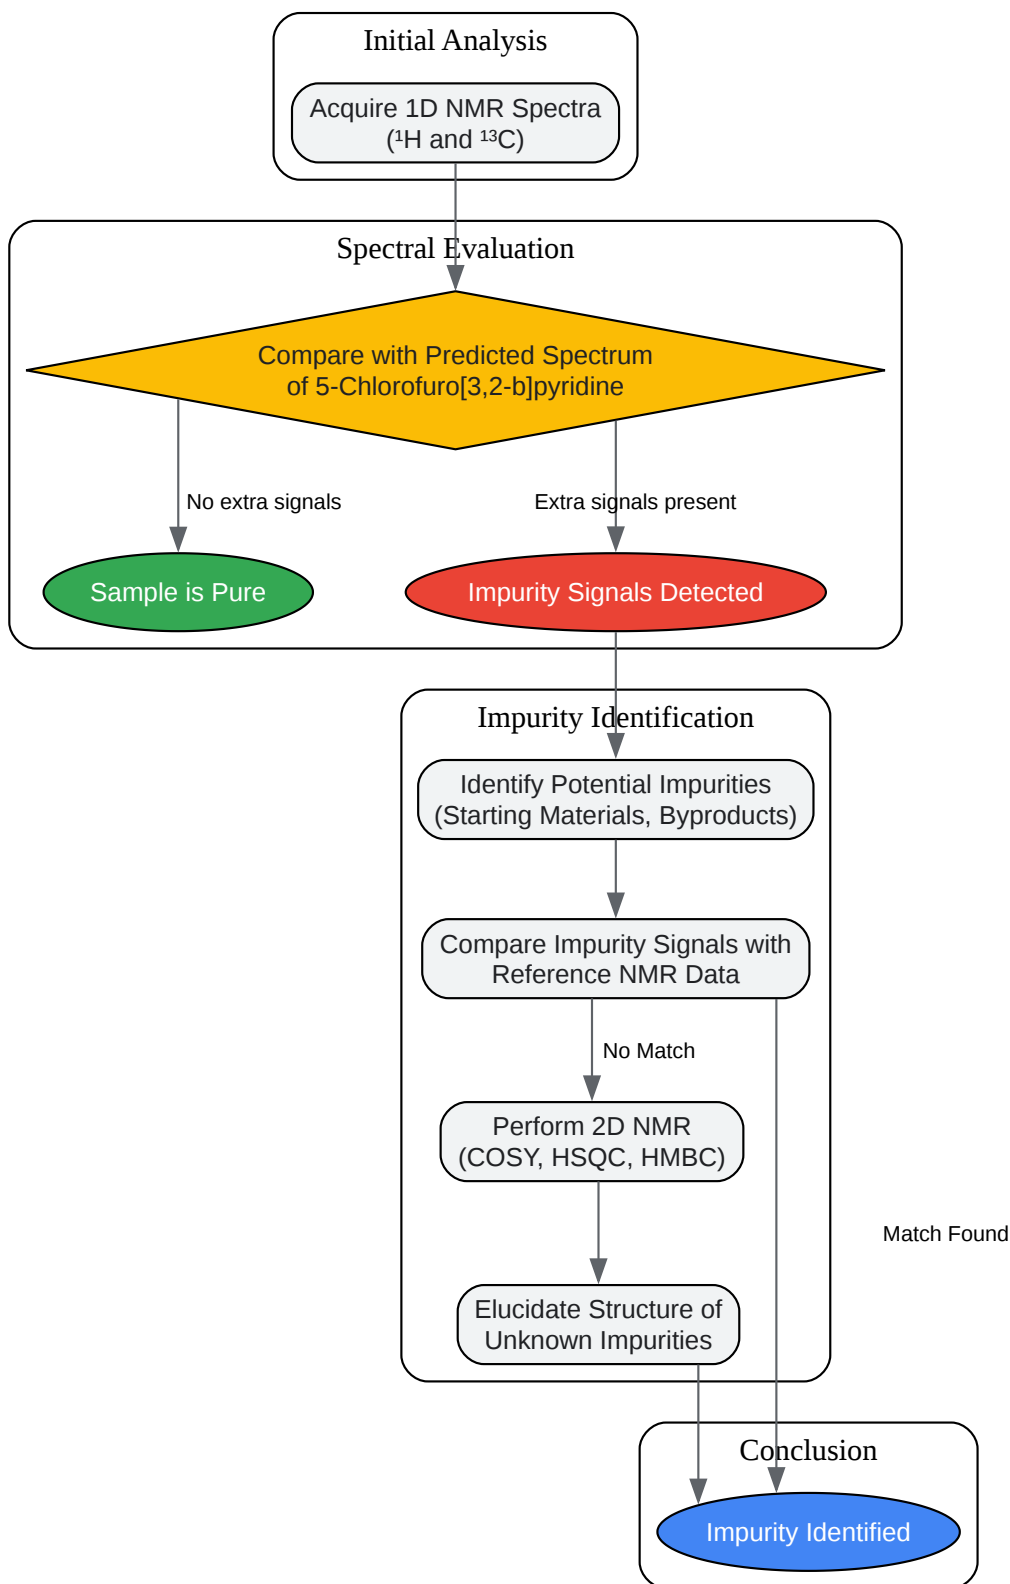 Initial Analysis
Acquire 1D NMR Spectra
(¹H and ¹³C)
Spectral Evaluation
Compare with Predicted Spectrum
of 5-Chlorofuro[3,2-b]pyridine
No extra signals
Extra signals present
Sample is Pure
Impurity Signals Detected
Impurity Identification
Identify Potential Impurities
(Starting Materials, Byproducts)
Compare Impurity Signals with
Reference NMR Data
No Match
Perform 2D NMR
(COSY, HSQC, HMBC)
Match Found
Elucidate Structure of
Unknown Impurities
Conclusion
Impurity Identified